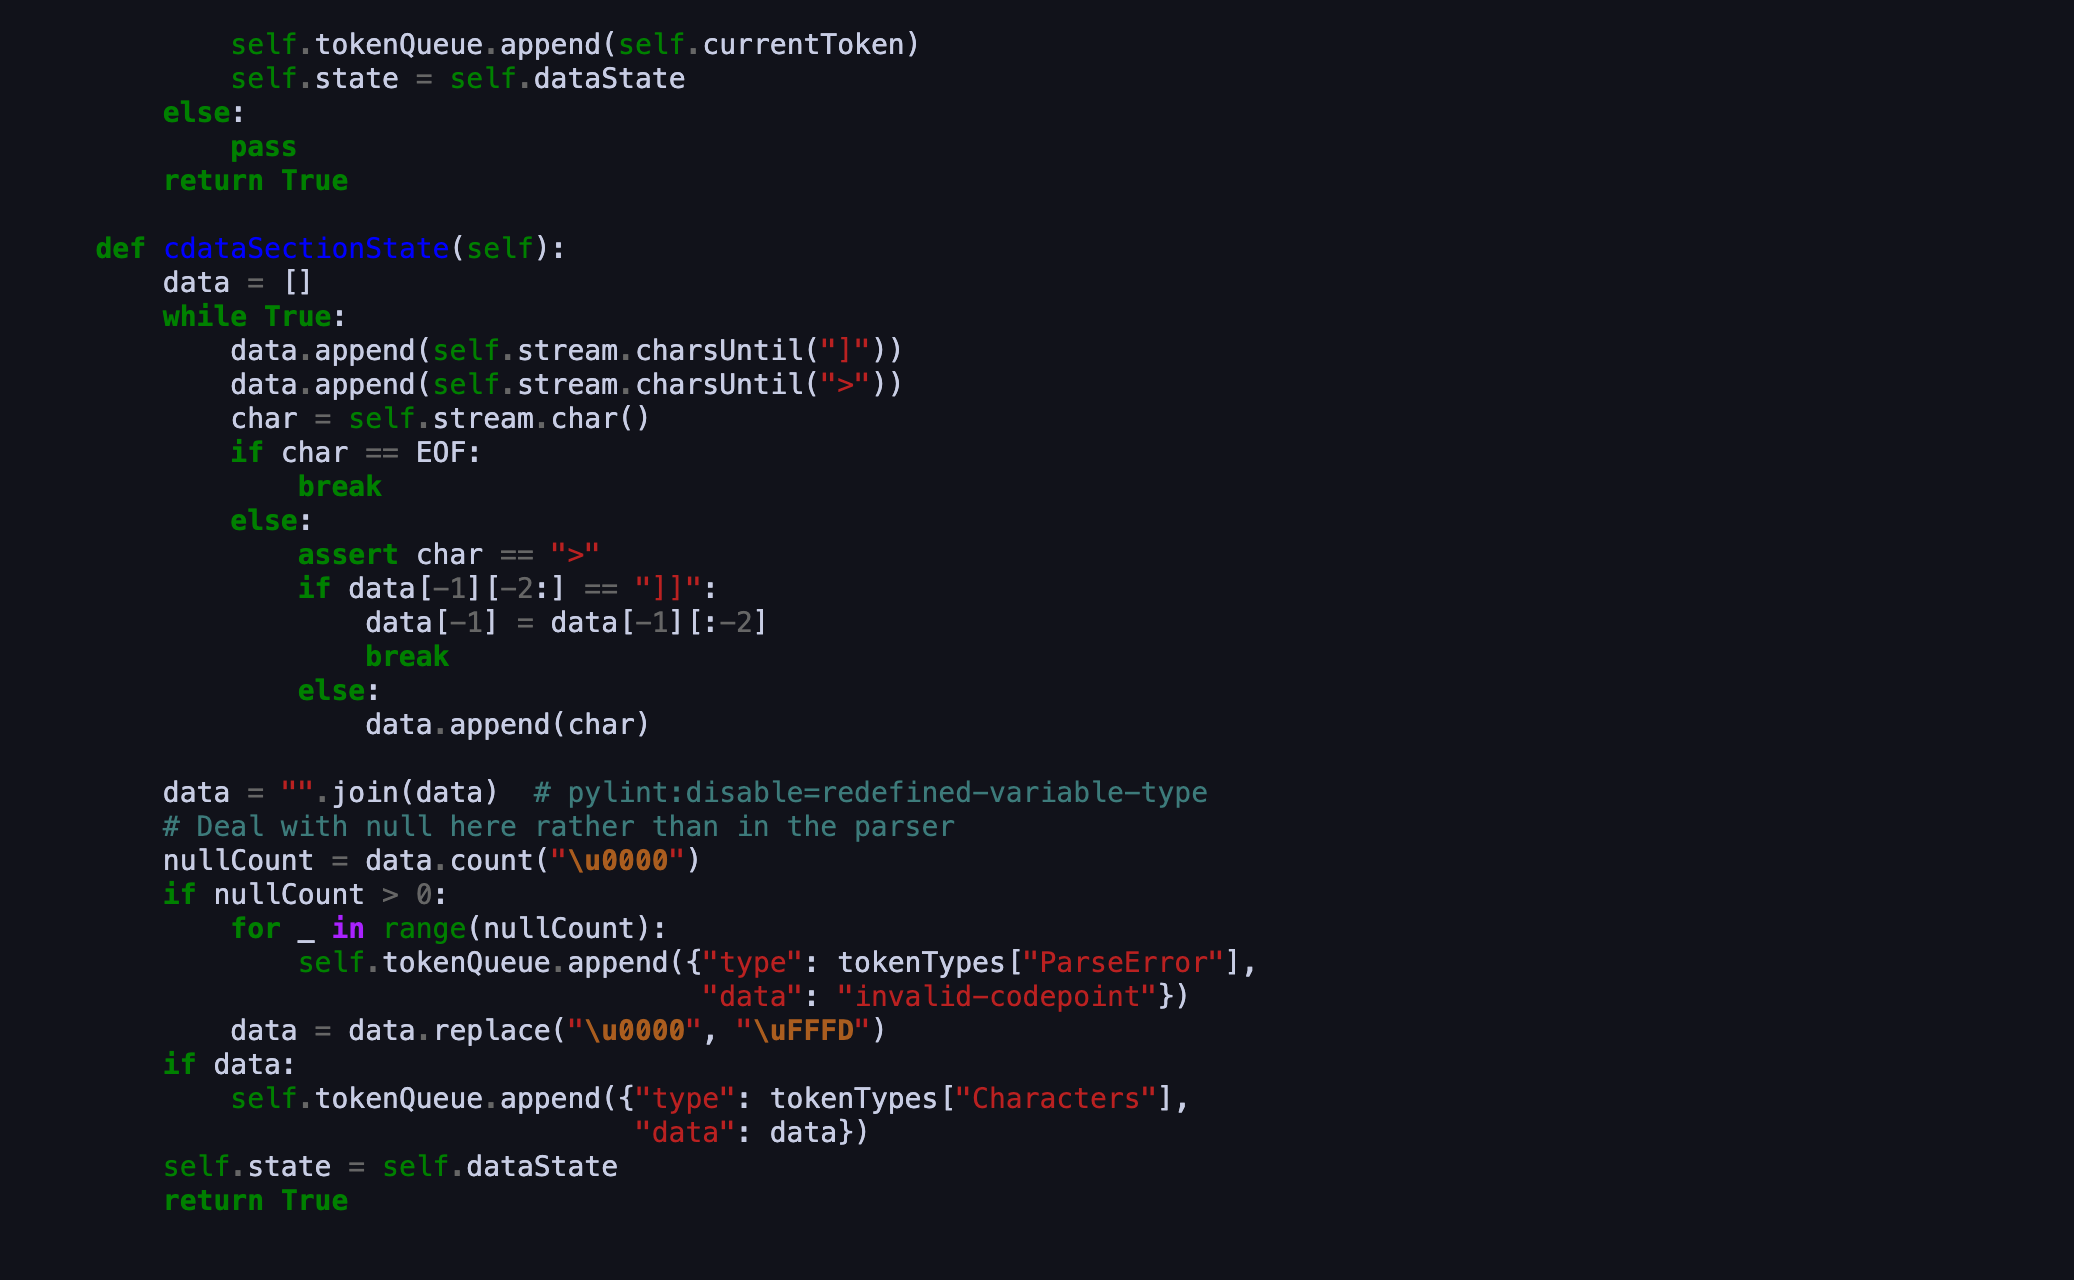 self.tokenQueue.append(self.currentToken)
            self.state = self.dataState
        else:
            pass
        return True

    def cdataSectionState(self):
        data = []
        while True:
            data.append(self.stream.charsUntil("]"))
            data.append(self.stream.charsUntil(">"))
            char = self.stream.char()
            if char == EOF:
                break
            else:
                assert char == ">"
                if data[-1][-2:] == "]]":
                    data[-1] = data[-1][:-2]
                    break
                else:
                    data.append(char)

        data = "".join(data)  # pylint:disable=redefined-variable-type
        # Deal with null here rather than in the parser
        nullCount = data.count("\u0000")
        if nullCount > 0:
            for _ in range(nullCount):
                self.tokenQueue.append({"type": tokenTypes["ParseError"],
                                        "data": "invalid-codepoint"})
            data = data.replace("\u0000", "\uFFFD")
        if data:
            self.tokenQueue.append({"type": tokenTypes["Characters"],
                                    "data": data})
        self.state = self.dataState
        return True